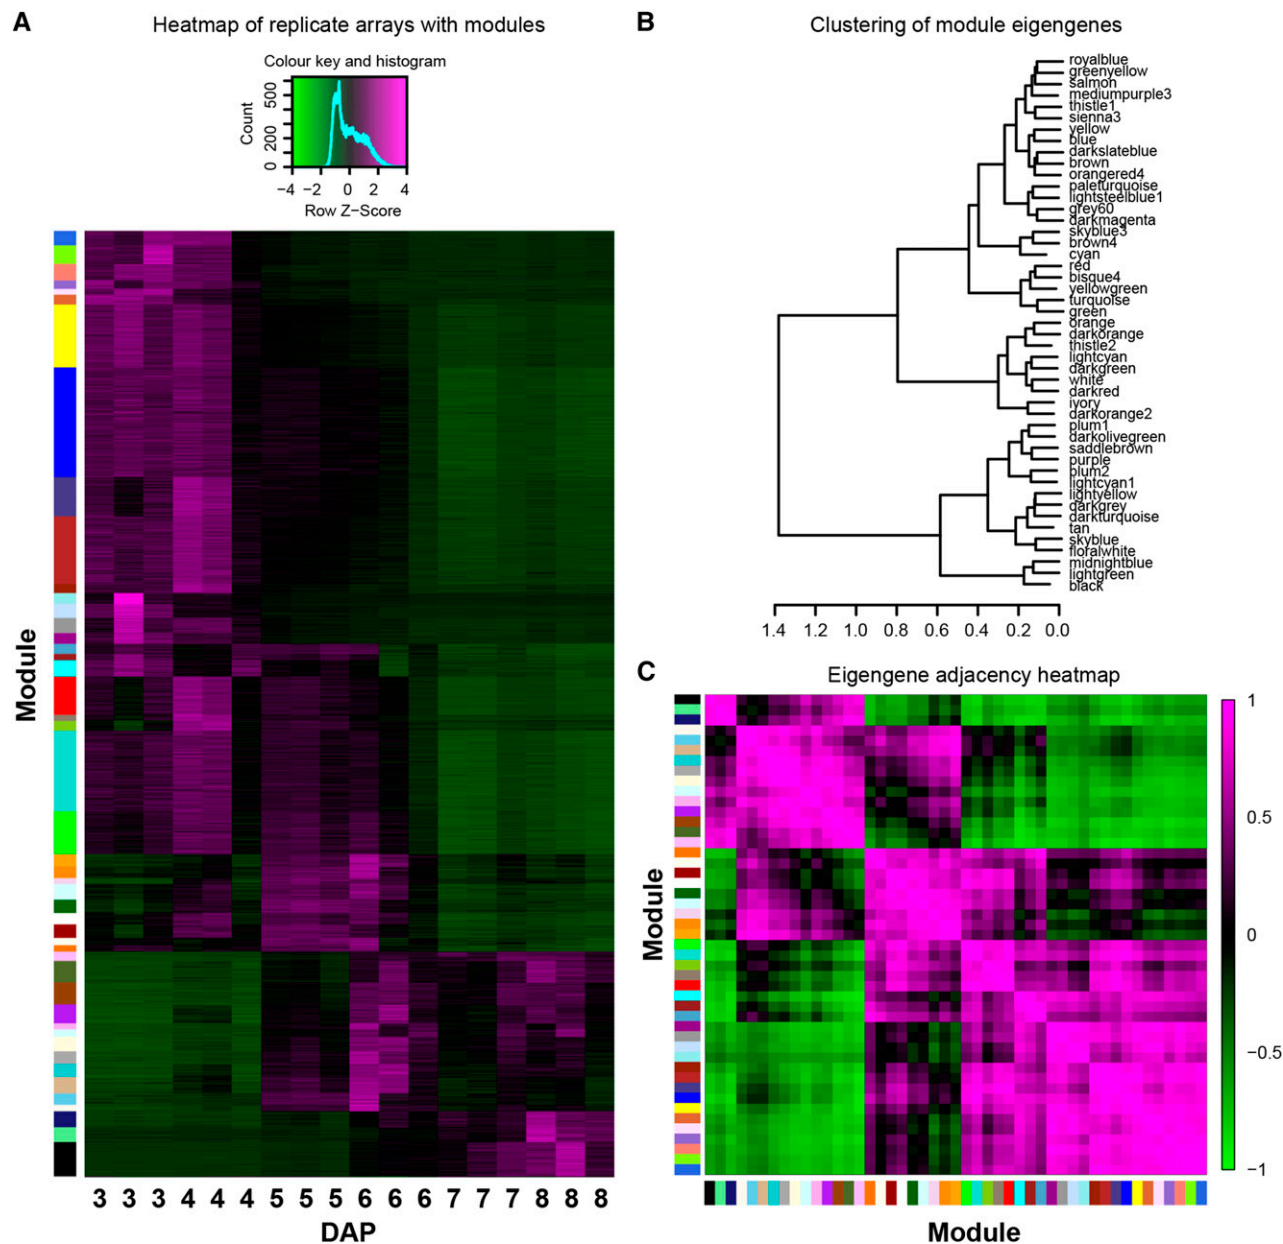 A
Heatmap of replicate arrays with modules
Colour key and histogram
Count
500
200
0
−4 −2 0 2 4
Row Z−Score
Module
3 3 3 4 4 4 5 5 5 6 6 6 7 7 7 8 8 8
DAP
B
Clustering of module eigengenes
royalblue
greenyellow
salmon
mediumpurple3
thistle1
sienna3
yellow
blue
darkslateblue
brown
orangered4
paleturquoise
lightsteelblue1
grey60
darkmagenta
skyblue3
brown4
cyan
red
bisque4
yellowgreen
turquoise
green
orange
darkorange
thistle2
lightcyan
darkgreen
white
darkred
ivory
darkorange2
plum1
darkolivegreen
saddlebrown
purple
plum2
lightcyan1
lightyellow
darkgrey
darkturquoise
tan
skyblue
floralwhite
midnightblue
lightgreen
black
1.4 1.2 1.0 0.8 0.6 0.4 0.2 0.0
C
Eigengene adjacency heatmap
Module
1
0.5
0
−0.5
−1
Module